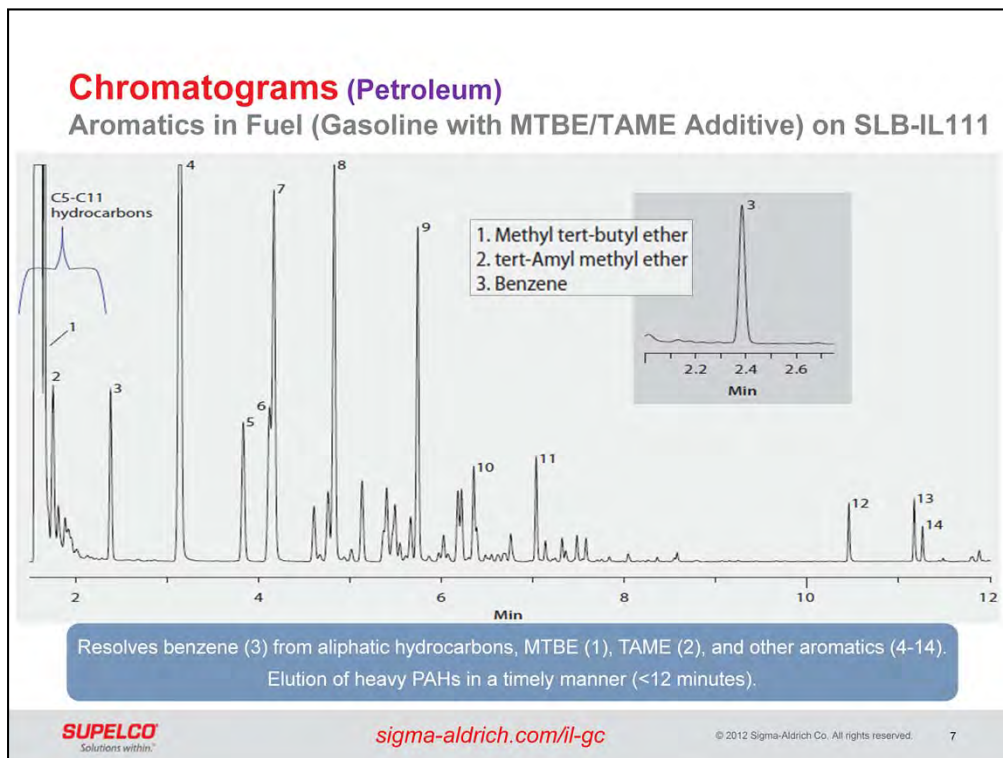 Chromatograms (Petroleum)
Aromatics in Fuel (Gasoline with MTBE/TAME Additive) on SLB-IL111
C5-C11
hydrocarbons
1
2
3
4
5
6
7
8
9
10
11
12
13
14
1. Methyl tert-butyl ether
2. tert-Amyl methyl ether
3. Benzene
3
2.2 2.4 2.6
Min
2 4 6 8 10 12
Min
Resolves benzene (3) from aliphatic hydrocarbons, MTBE (1), TAME (2), and other aromatics (4-14).
Elution of heavy PAHs in a timely manner (<12 minutes).
SUPELCO
Solutions within.™
sigma-aldrich.com/il-gc
© 2012 Sigma-Aldrich Co. All rights reserved.
7